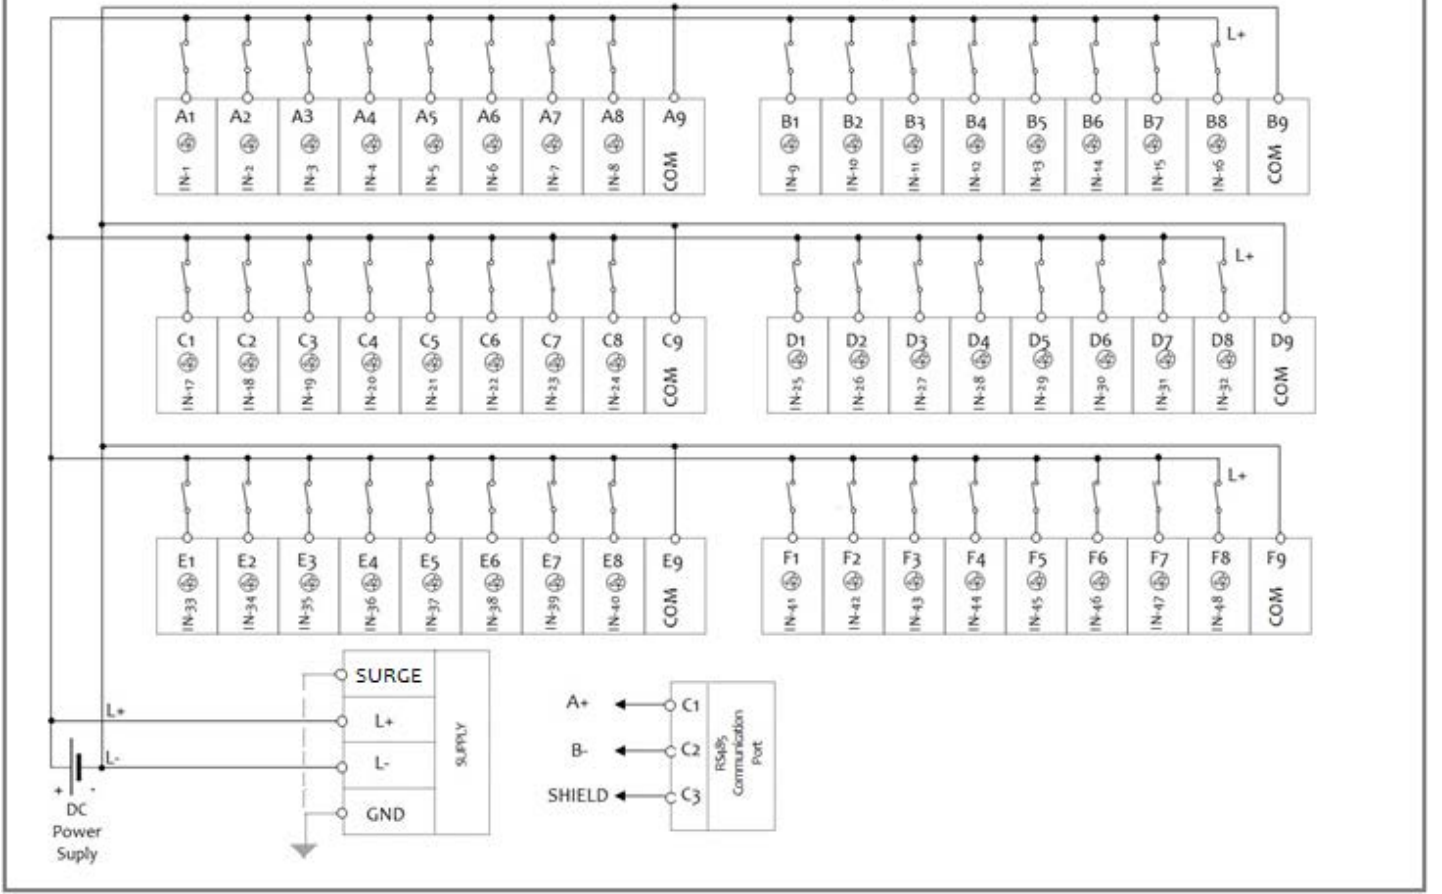 L+
A1 A2 A3 A4 A5 A6 A7 A8 A9
IN-1 IN-2 IN-3 IN-4 IN-5 IN-6 IN-7 IN-8 COM
B1 B2 B3 B4 B5 B6 B7 B8 B9
IN-9 IN-10 IN-11 IN-12 IN-13 IN-14 IN-15 IN-16 COM
L+
C1 C2 C3 C4 C5 C6 C7 C8 C9
IN-17 IN-18 IN-19 IN-20 IN-21 IN-22 IN-23 IN-24 COM
D1 D2 D3 D4 D5 D6 D7 D8 D9
IN-25 IN-26 IN-27 IN-28 IN-29 IN-30 IN-31 IN-32 COM
L+
E1 E2 E3 E4 E5 E6 E7 E8 E9
IN-33 IN-34 IN-35 IN-36 IN-37 IN-38 IN-39 IN-40 COM
F1 F2 F3 F4 F5 F6 F7 F8 F9
IN-41 IN-42 IN-43 IN-44 IN-45 IN-46 IN-47 IN-48 COM
L+
L-
+ -
DC
Power
Suply
SURGE
L+
L-
GND
SUPPLY
A+ C1
B- C2
SHIELD C3
RS485
Communication
Port